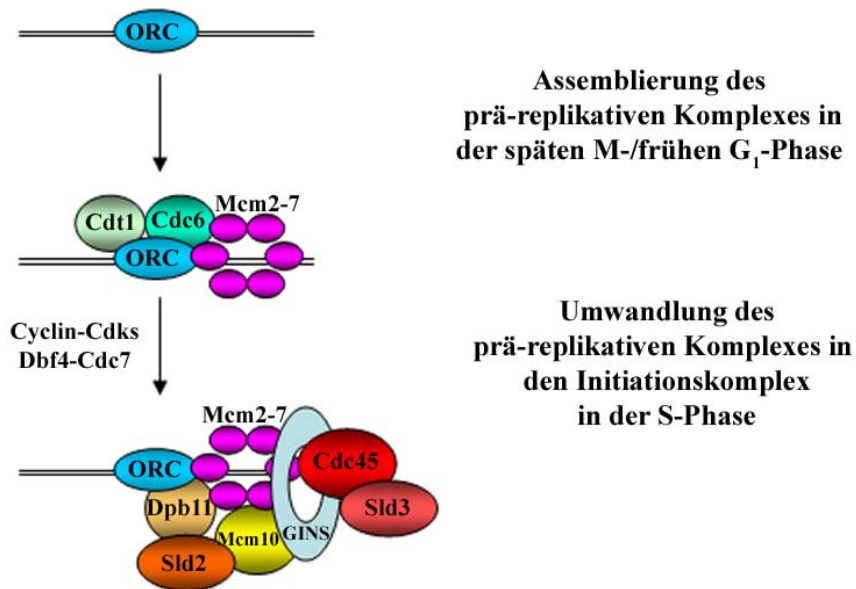 ORC
Assemblierung des
prä-replikativen Komplexes in
der späten M-/frühen G1-Phase
Mcm2-7
Cdt1
Cdc6
ORC
Cyclin-Cdks
Dbf4-Cdc7
Umwandlung des
prä-replikativen Komplexes in
den Initiationskomplex
in der S-Phase
Mcm2-7
ORC
Cdc45
Dpb11
Sld3
Mcm10
GINS
Sld2